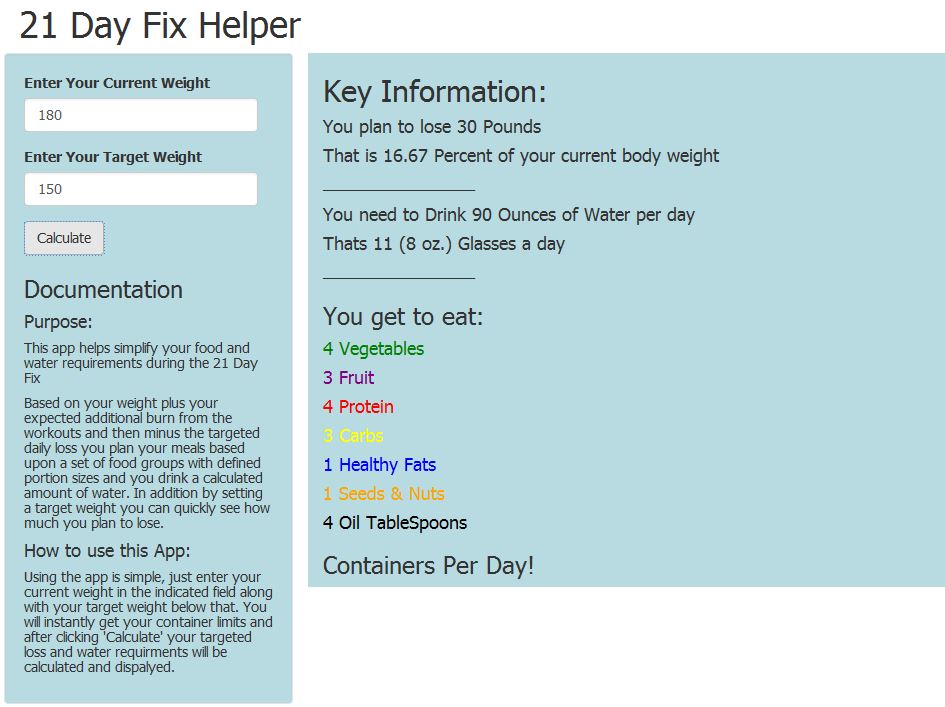 21 Day Fix Helper
Enter Your Current Weight
180
Enter Your Target Weight
150
Calculate
Documentation
Purpose:
This app helps simplify your food and
water requirements during the 21 Day
Fix
Based on your weight plus your
expected additional burn from the
workouts and then minus the targeted
daily loss you plan your meals based
upon a set of food groups with defined
portion sizes and you drink a calculated
amount of water. In addition by setting
a target weight you can quickly see how
much you plan to lose.
How to use this App:
Using the app is simple, just enter your
current weight in the indicated field along
with your target weight below that. You
will instantly get your container limits and
after clicking 'Calculate' your targeted
loss and water requirments will be
calculated and dispalyed.
Key Information:
You plan to lose 30 Pounds
That is 16.67 Percent of your current body weight
You need to Drink 90 Ounces of Water per day
Thats 11 (8 oz.) Glasses a day
You get to eat:
4 Vegetables
3 Fruit
4 Protein
3 Carbs
1 Healthy Fats
1 Seeds & Nuts
4 Oil TableSpoons
Containers Per Day!